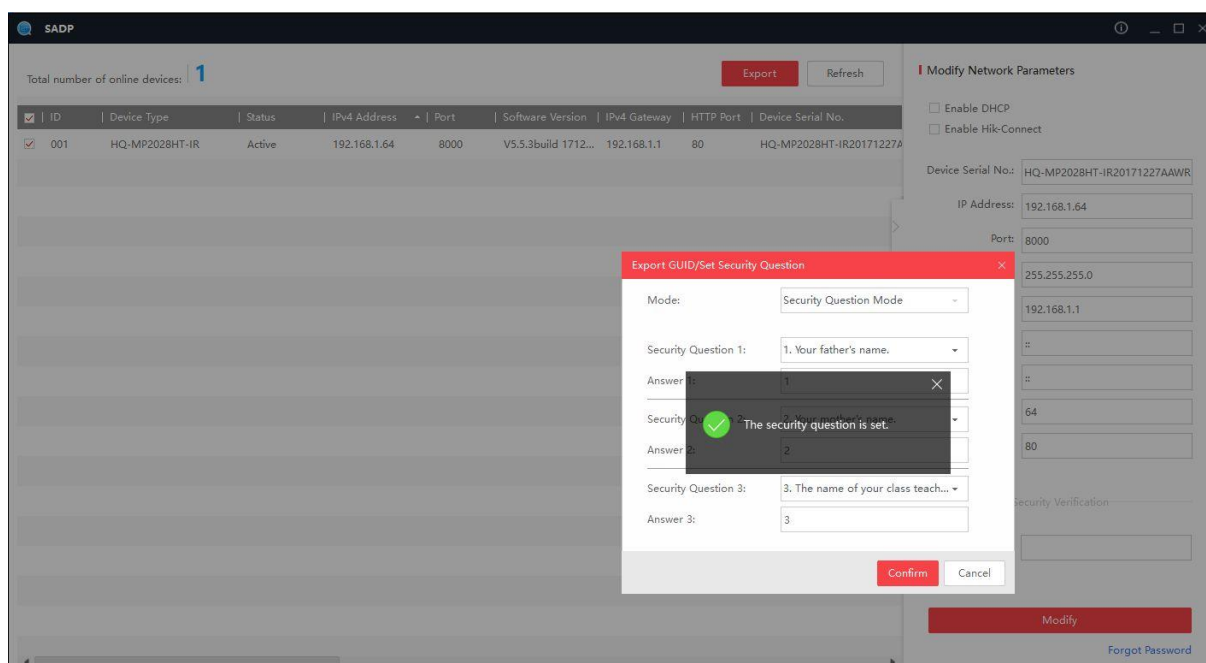 SADP
Total number of online devices: 1
Export
Refresh
ID | Device Type | Status | IPv4 Address | Port | Software Version | IPv4 Gateway | HTTP Port | Device Serial No.
001 HQ-MP2028HT-IR Active 192.168.1.64 8000 V5.5.3build 1712... 192.168.1.1 80 HQ-MP2028HT-IR20171227A
Modify Network Parameters
Enable DHCP
Enable Hik-Connect
Device Serial No.: HQ-MP2028HT-IR20171227AAWR
IP Address: 192.168.1.64
Port: 8000
255.255.255.0
192.168.1.1
::
::
64
80
Security Verification
Modify
Forgot Password
Export GUID/Set Security Question
Mode: Security Question Mode
Security Question 1: 1. Your father's name.
Answer 1: 1
Security Question 2: 2. Your mother's name.
Answer 2: 2
The security question is set.
Security Question 3: 3. The name of your class teach...
Answer 3: 3
Confirm
Cancel